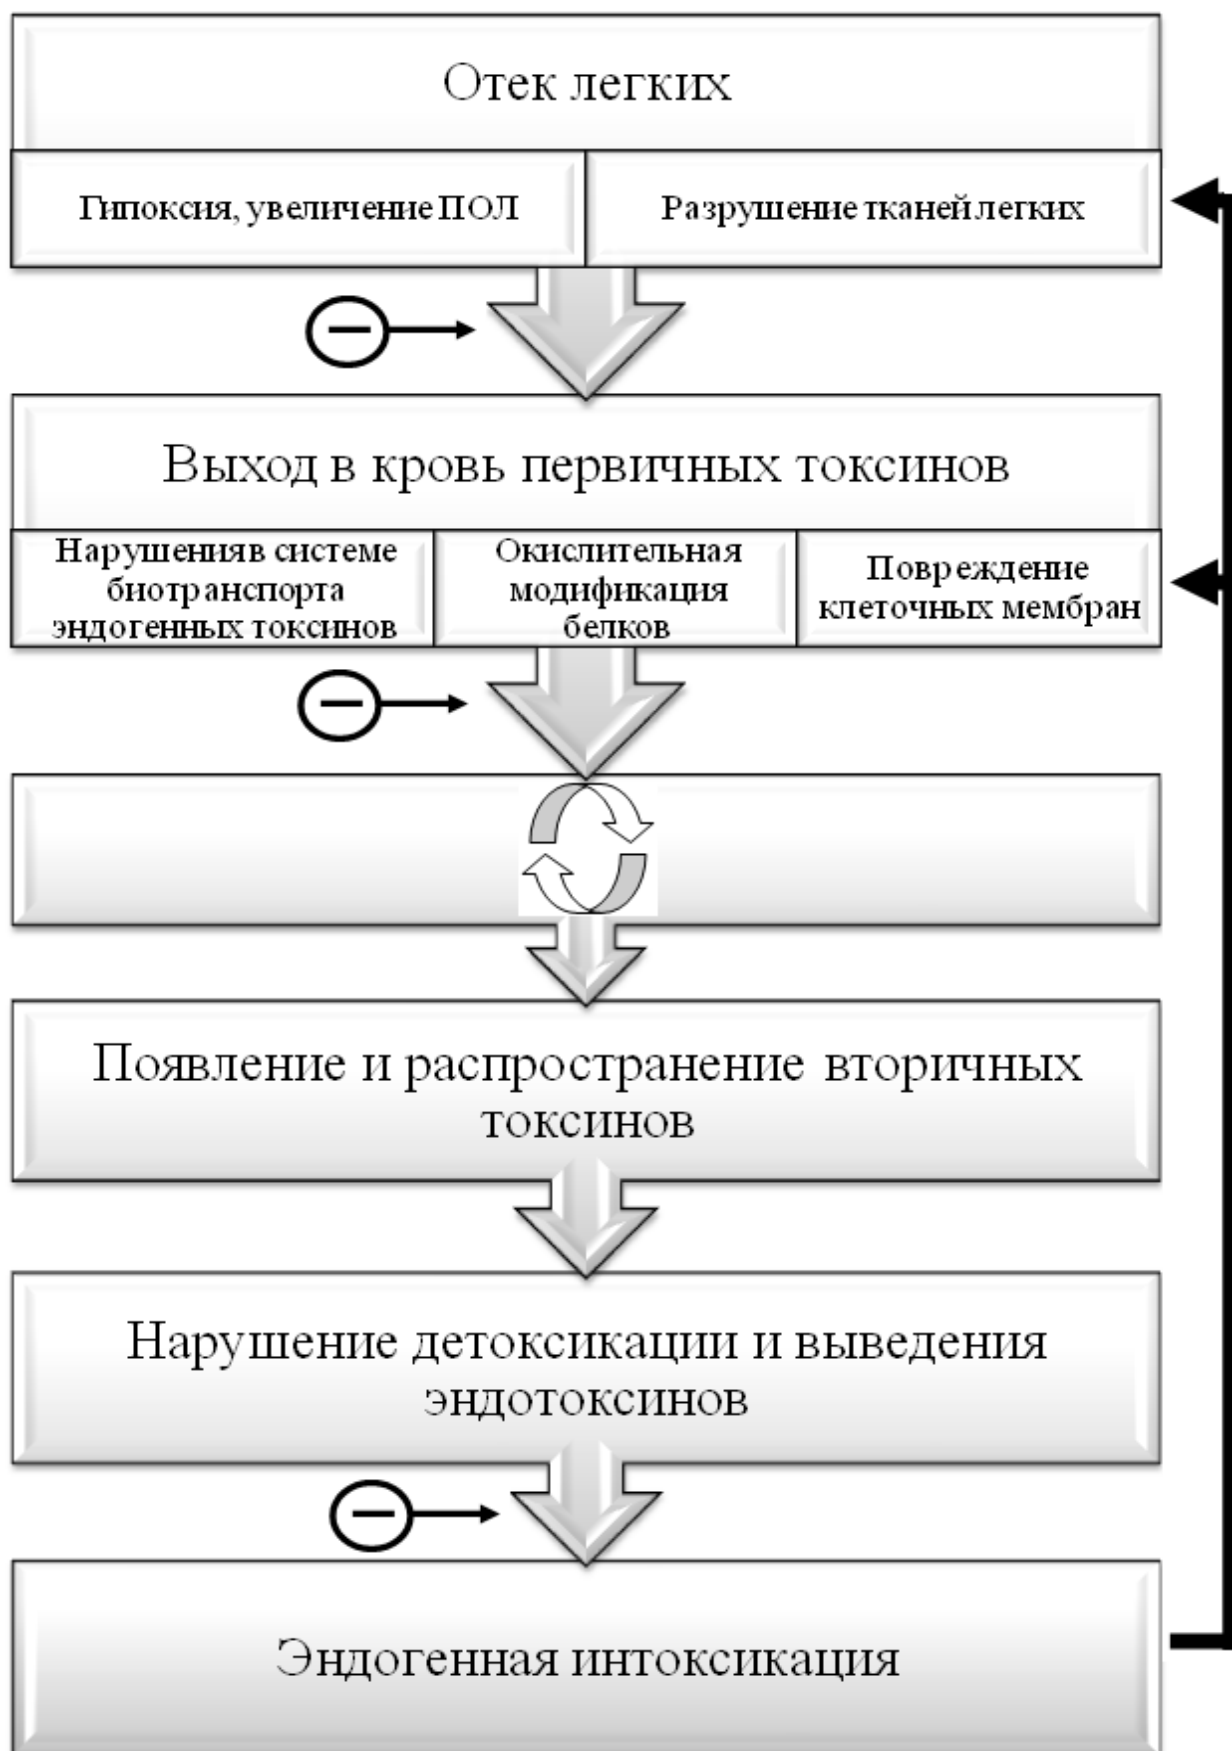 Отек легких
Гипоксия, увеличение ПОЛ
Разрушение тканей легких
Выход в кровь первичных токсинов
Нарушения в системе
биотранспорта
эндогенных токсинов
Окислительная
модификация
белков
Повреждение
клеточных мембран
Появление и распространение вторичных
токсинов
Нарушение детоксикации и выведения
эндотоксинов
Эндогенная интоксикация